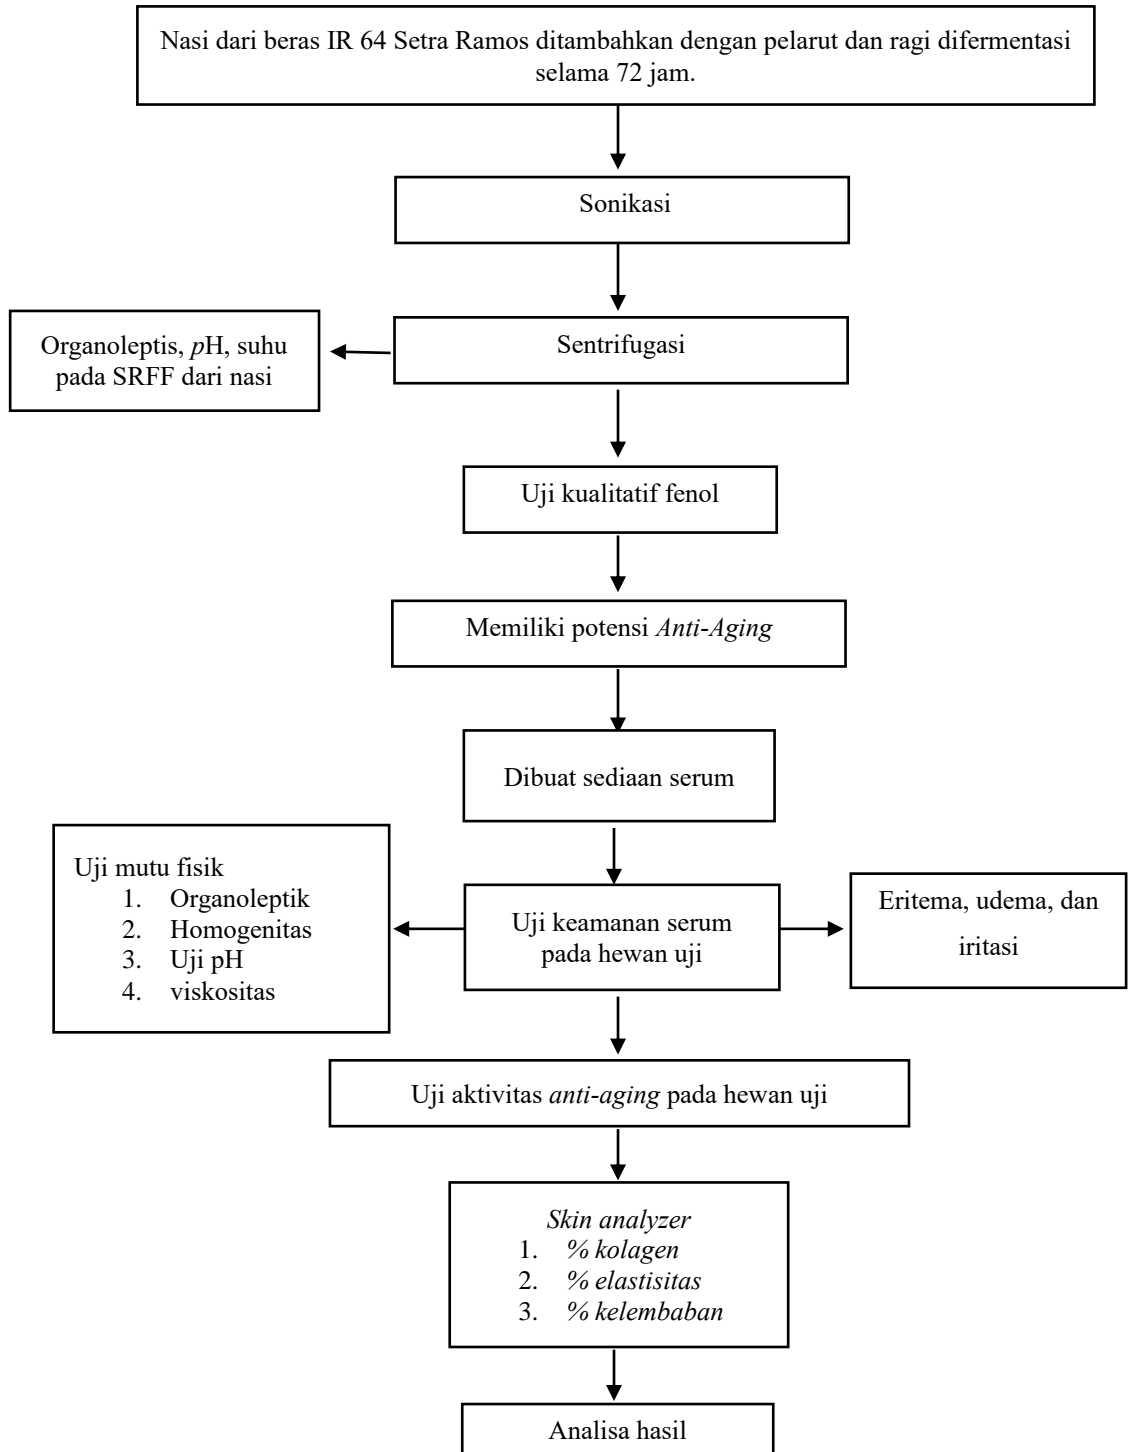 Nasi dari beras IR 64 Setra Ramos ditambahkan dengan pelarut dan ragi difermentasi
selama 72 jam.
Sonikasi
Sentrifugasi
Organoleptis, pH, suhu
pada SRFF dari nasi
Uji kualitatif fenol
Memiliki potensi Anti-Aging
Dibuat sediaan serum
Uji mutu fisik
1. Organoleptik
2. Homogenitas
3. Uji pH
4. viskositas
Uji keamanan serum
pada hewan uji
Eritema, udema, dan
iritasi
Uji aktivitas anti-aging pada hewan uji
Skin analyzer
1. % kolagen
2. % elastisitas
3. % kelembaban
Analisa hasil